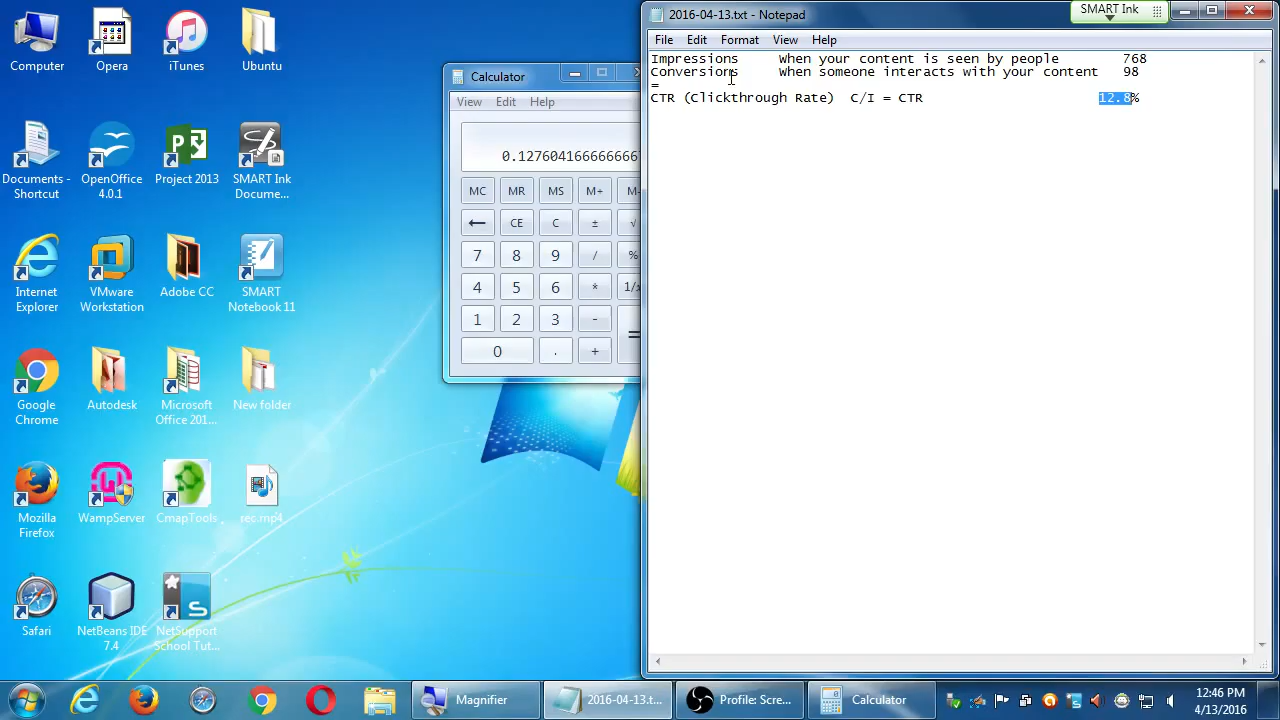 Computer
Opera
iTunes
Ubuntu
Documents -
Shortcut
OpenOffice
4.0.1
Project 2013
SMART Ink
Docume...
Internet
Explorer
VMware
Workstation
Adobe CC
SMART
Notebook 11
Google
Chrome
Autodesk
Microsoft
Office 201...
New folder
Mozilla
Firefox
WampServer
CmapTools
rec.mp4
Safari
NetBeans IDE
7.4
NetSupport
School Tut...
Calculator
View Edit Help
0.127604166666666
MC MR MS M+ M-
← CE C ± √
7 8 9 / %
4 5 6 * 1/x
1 2 3 - =
0 . +
2016-04-13.txt - Notepad
SMART Ink
File Edit Format View Help
Impressions When your content is seen by people 768
Conversions When someone interacts with your content 98
=
CTR (Clickthrough Rate) C/I = CTR 12.8%
Magnifier
2016-04-13.t...
Profile: Scre...
Calculator
12:46 PM
4/13/2016